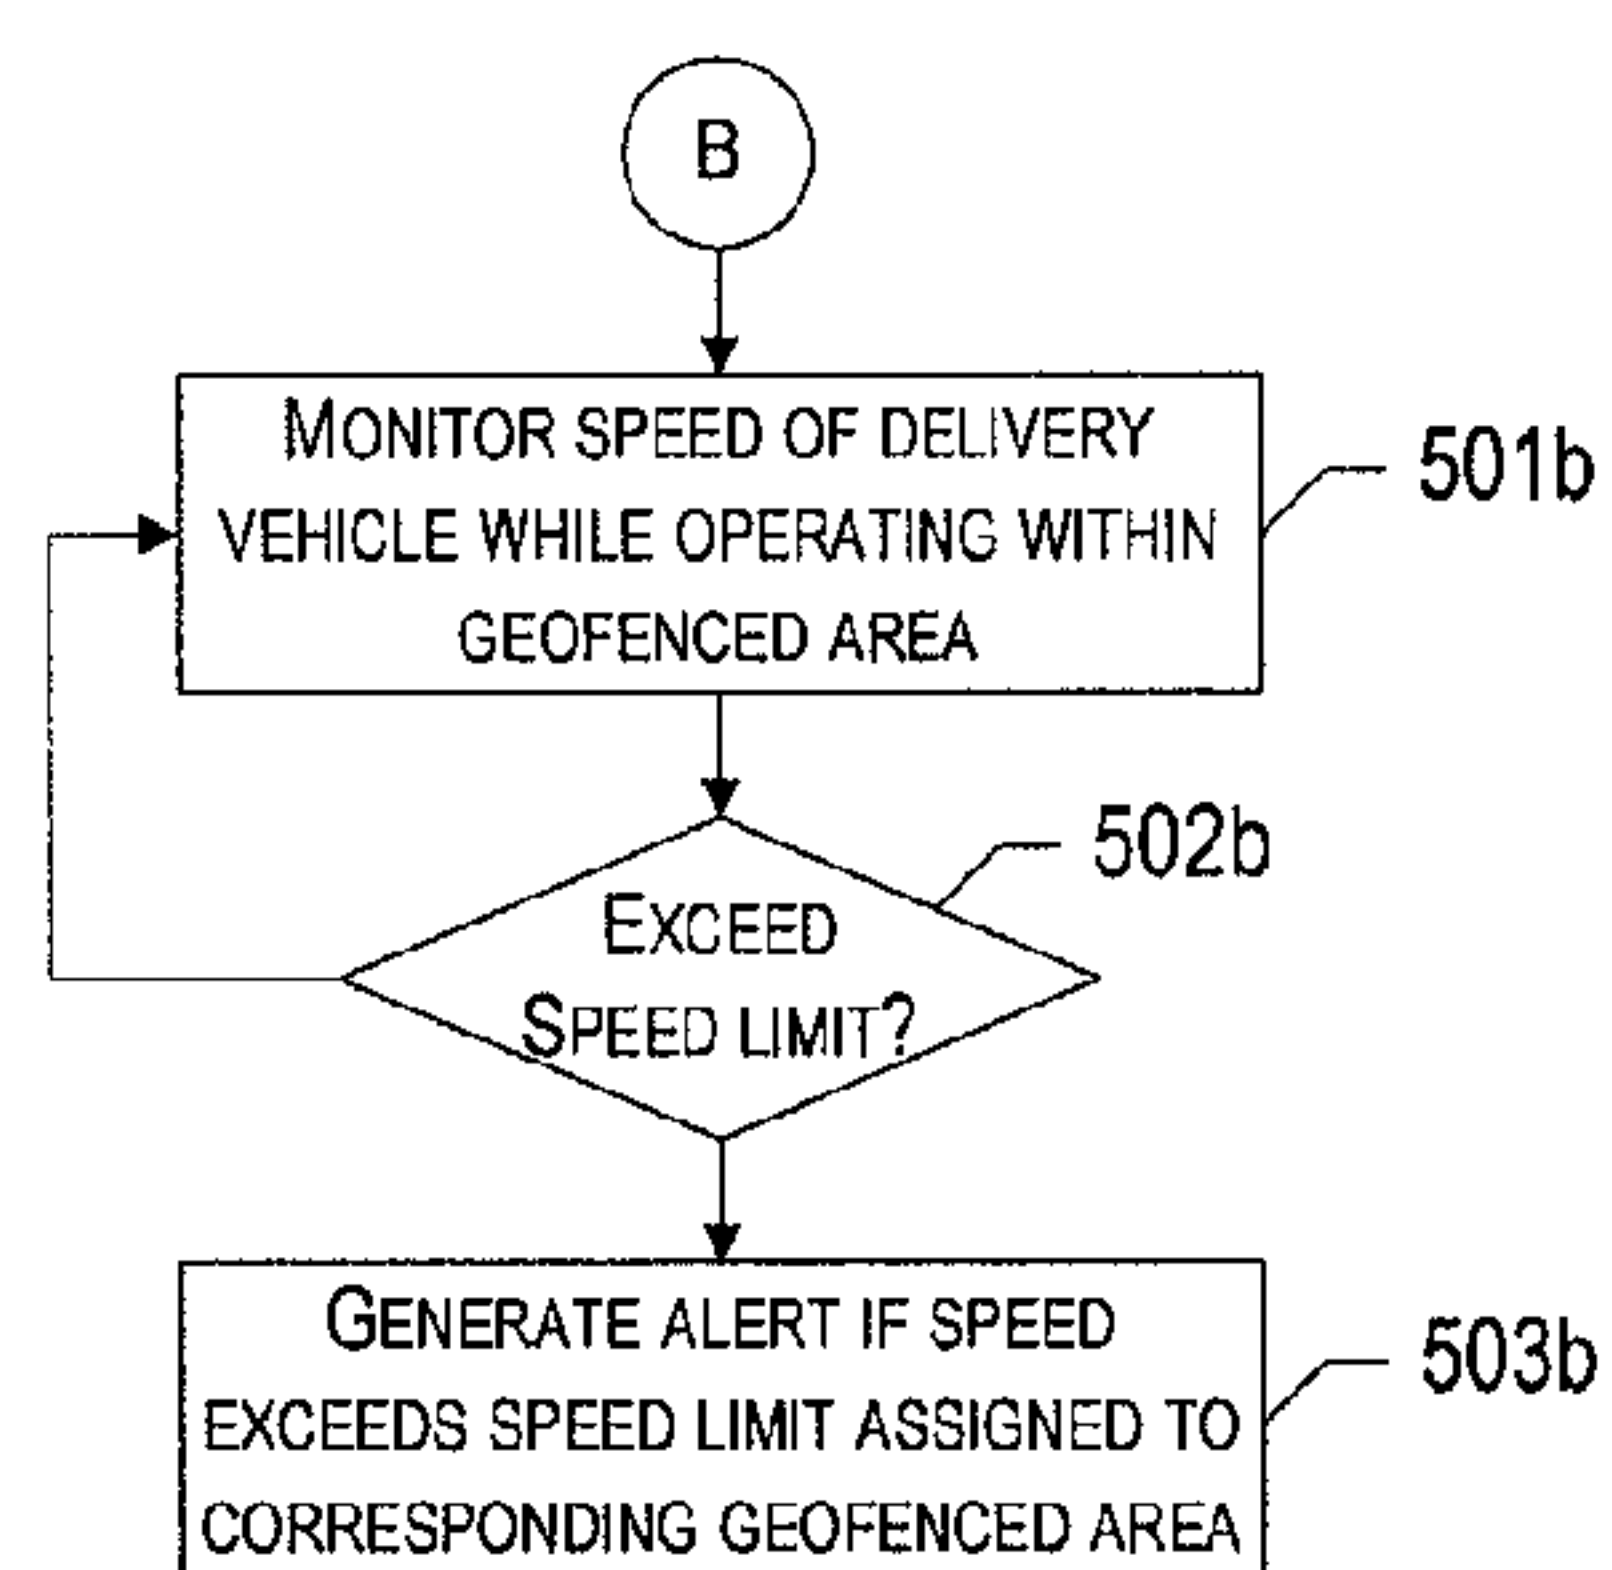 B
MONITOR SPEED OF DELIVERY
VEHICLE WHILE OPERATING WITHIN
GEOFENCED AREA
501b
502b
EXCEED
SPEED LIMIT?
GENERATE ALERT IF SPEED
EXCEEDS SPEED LIMIT ASSIGNED TO
CORRESPONDING GEOFENCED AREA
503b